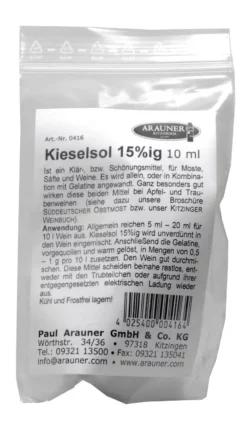 ARAUNER
KITZINGEN
Art.-Nr. 0416
Kieselsol 15%ig 10 ml
Ist ein Klär-, bzw. Schönungsmittel, für Moste,
Säfte und Weine. Es wird allein, oder in Kombina-
tion mit Gelatine angewandt. Ganz besonders gut
wirken diese beiden Mittel bei Apfel- und Trau-
benweinen (siehe dazu unsere Broschüre
SÜDDEUTSCHER OBSTMOST bzw. unser KITZINGER
WEINBUCH).
Anwendung: Allgemein reichen 5 ml – 20 ml für
10 l Wein aus. Kieselsol 15%ig wird unverdünnt in
den Wein eingemischt. Anschließend die Gelatine,
vorgequollen und warm gelöst, in Mengen von 0,5
– 1 g pro 10 l zusetzen. Den Wein gut durchmi-
schen. Diese Mittel scheiden beinahe restlos, ent-
weder mit den Trubteilchen oder aufgrund ihrer
entgegengesetzten elektrischen Ladung wieder
aus.
Kühl und Frostfrei lagern!
4 025400 004164
Paul Arauner GmbH & Co. KG
Wörthstr. 34/36 • 97318 Kitzingen
Tel.: 09321 13500 • Fax: 09321 135041
info@arauner.com • www.arauner.com